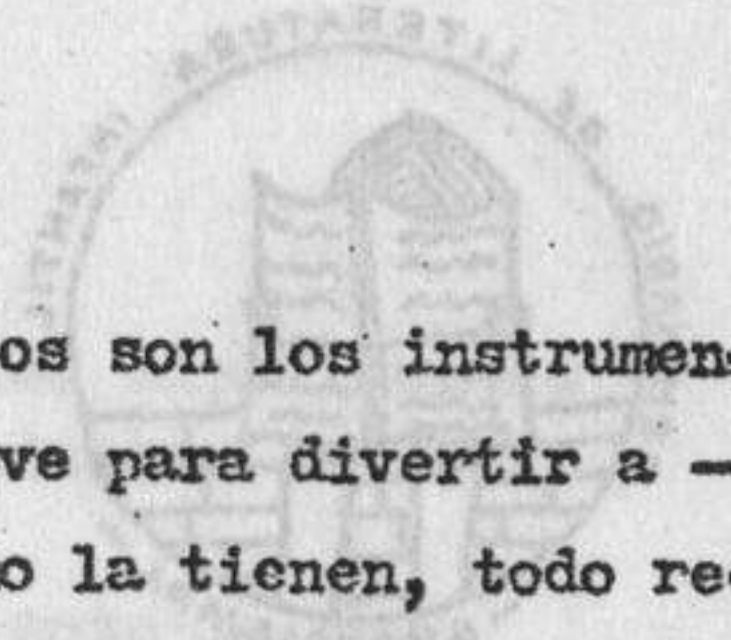 os son los instrumen
ve para divertir a —
o la tienen, todo re